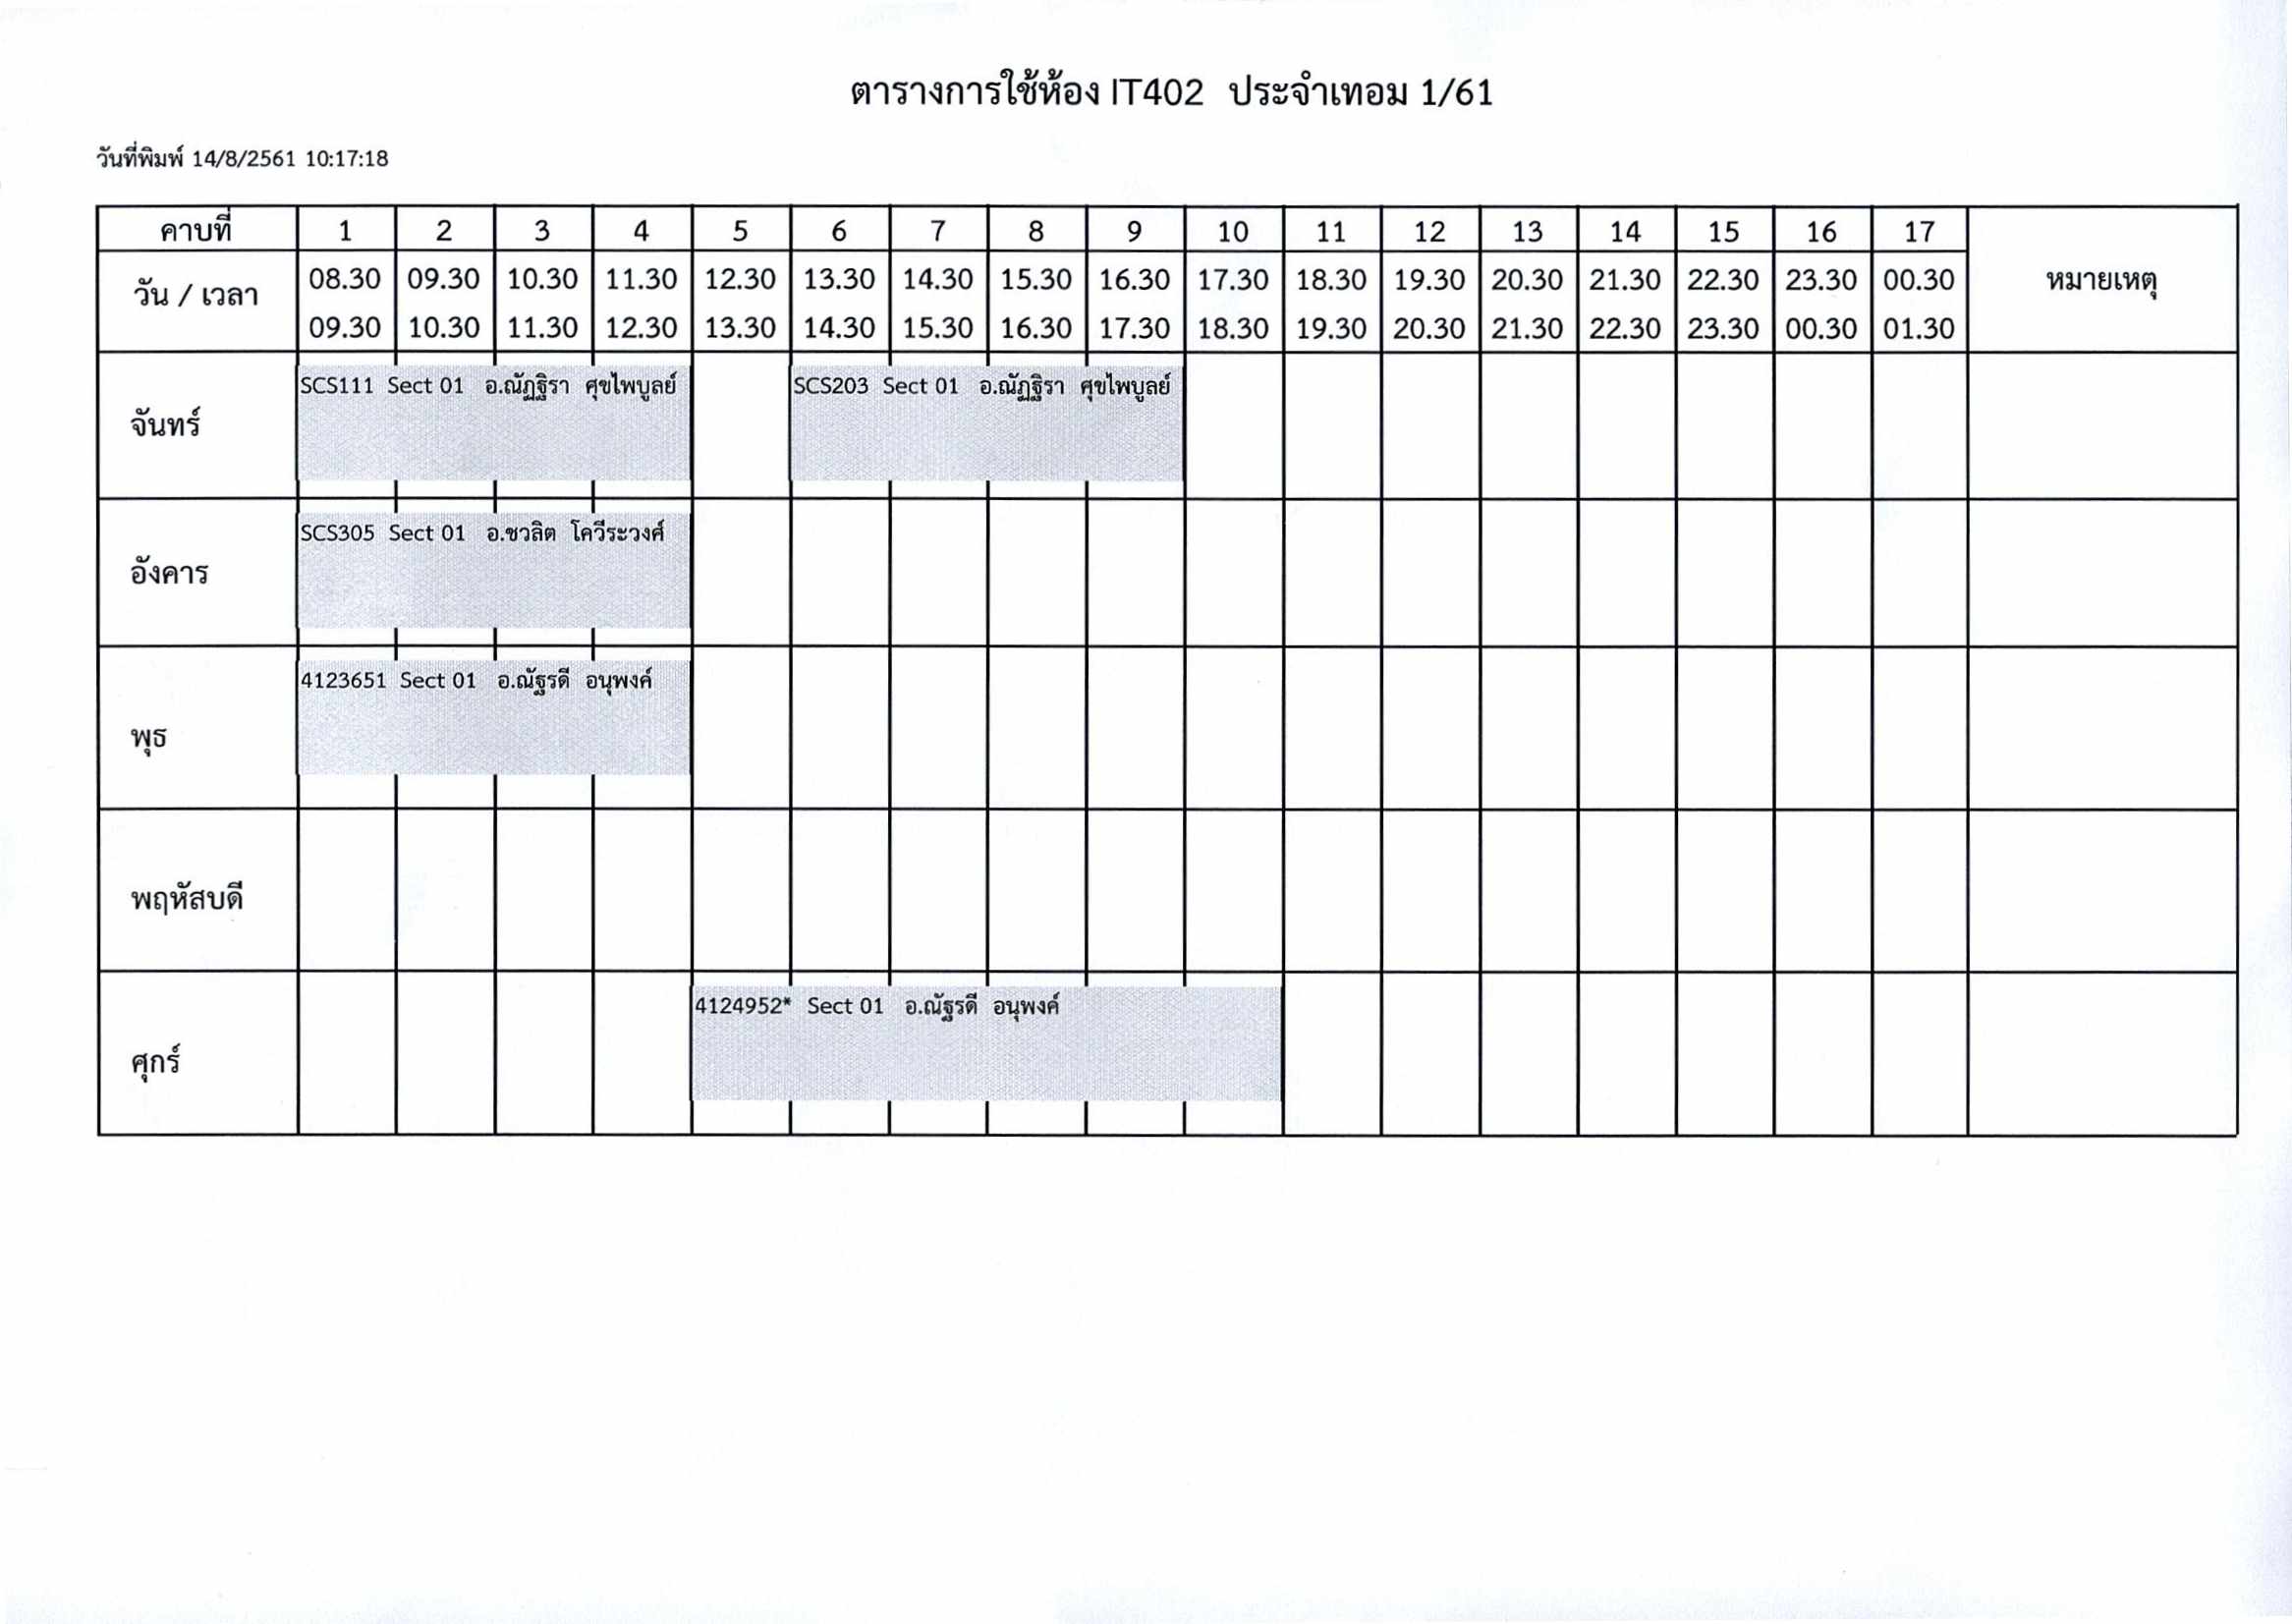 ตารางการใช้ห้อง IT402 ประจำเทอม 1/61
วันที่พิมพ์ 14/8/2561 10:17:18
คาบที่ 1 2 3 4 5 6 7 8 9 10 11 12 13 14 15 16 17
วัน / เวลา 08.30 09.30 10.30 11.30 12.30 13.30 14.30 15.30 16.30 17.30 18.30 19.30 20.30 21.30 22.30 23.30 00.30 หมายเหตุ
09.30 10.30 11.30 12.30 13.30 14.30 15.30 16.30 17.30 18.30 19.30 20.30 21.30 22.30 23.30 00.30 01.30
จันทร์ SCS111 Sect 01 อ.ณัฏฐิรา ศุขไพบูลย์ SCS203 Sect 01 อ.ณัฏฐิรา ศุขไพบูลย์
อังคาร SCS305 Sect 01 อ.ชวลิต โควีระวงศ์
พุธ 4123651 Sect 01 อ.ณัฐรดี อนุพงค์
พฤหัสบดี
ศุกร์ 4124952* Sect 01 อ.ณัฐรดี อนุพงค์